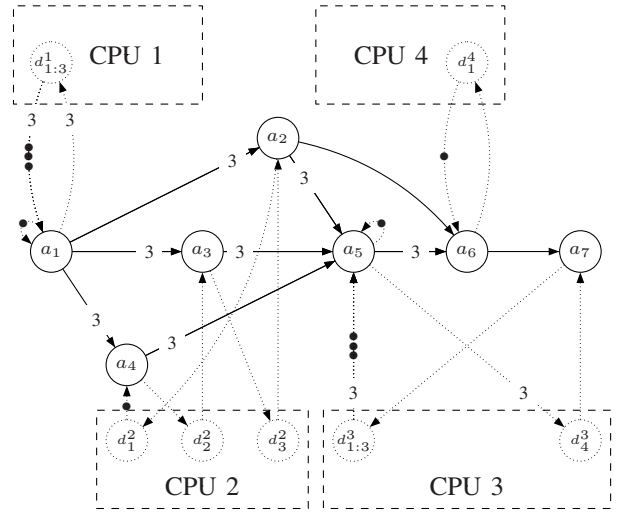 CPU 1
d^1_{1:3}
CPU 4
d^4_1
3
3
a_2
3
3
a_1
3
a_3
3
a_5
3
a_6
a_7
3
3
a_4
3
3
d^2_1
d^2_2
d^2_3
d^3_{1:3}
d^3_4
CPU 2
CPU 3